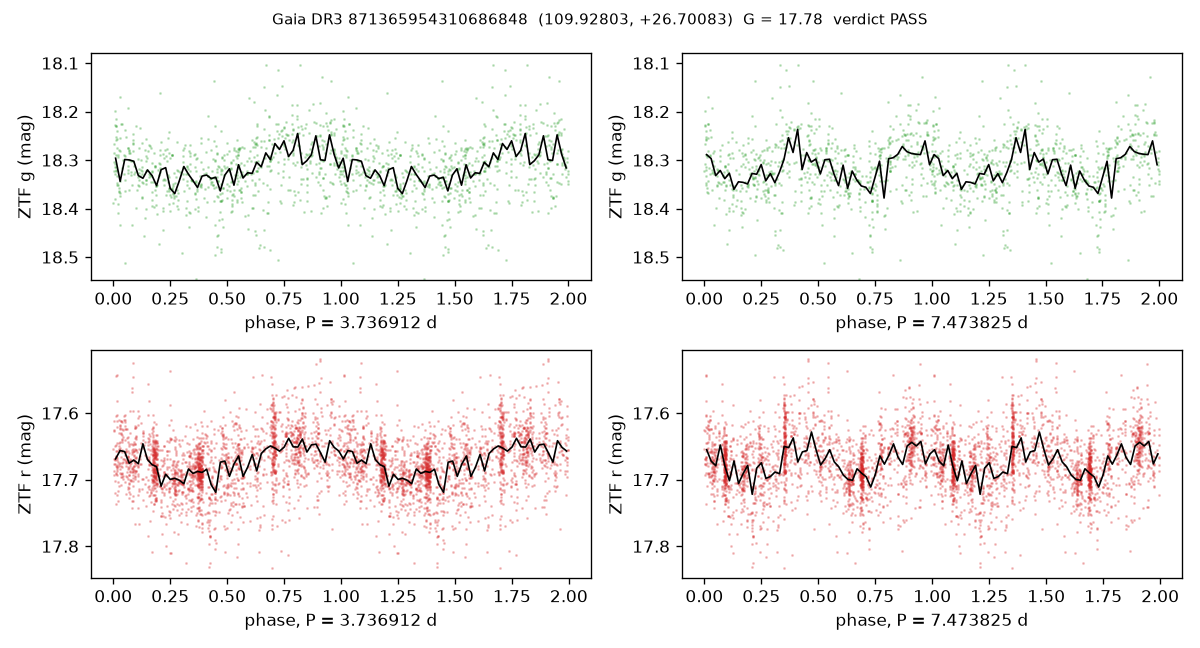 Gaia DR3 871365954310686848 (109.92803, +26.70083) G = 17.78 verdict PASS
ZTF g (mag)
18.1
18.2
18.3
18.4
18.5
0.00 0.25 0.50 0.75 1.00 1.25 1.50 1.75 2.00
phase, P = 3.736912 d
ZTF g (mag)
18.1
18.2
18.3
18.4
18.5
0.00 0.25 0.50 0.75 1.00 1.25 1.50 1.75 2.00
phase, P = 7.473825 d
ZTF r (mag)
17.6
17.7
17.8
0.00 0.25 0.50 0.75 1.00 1.25 1.50 1.75 2.00
phase, P = 3.736912 d
ZTF r (mag)
17.6
17.7
17.8
0.00 0.25 0.50 0.75 1.00 1.25 1.50 1.75 2.00
phase, P = 7.473825 d